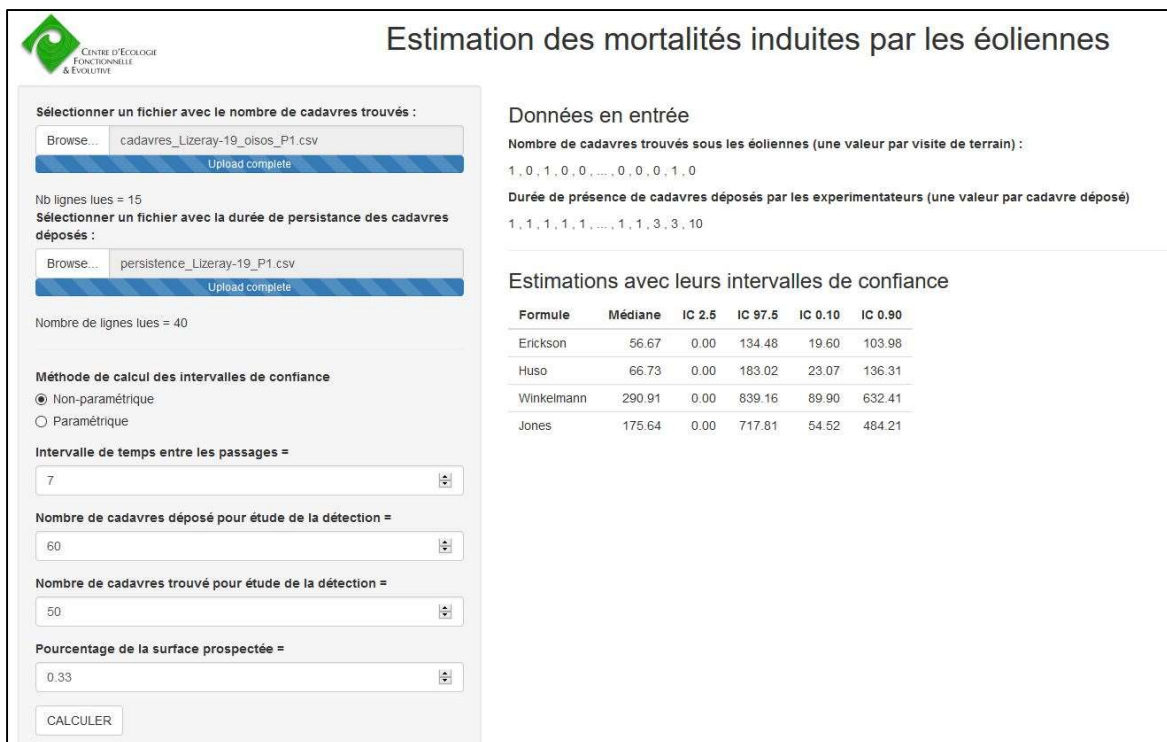 CENTRE D'ECOLOGIE
FONCTIONNELLE
& EVOLUTIVE
Estimation des mortalités induites par les éoliennes
Sélectionner un fichier avec le nombre de cadavres trouvés :
Browse... cadavres_Lizeray-19_oisos_P1.csv
Upload complete
Nb lignes lues = 15
Sélectionner un fichier avec la durée de persistance des cadavres
déposés :
Browse... persistence_Lizeray-19_P1.csv
Upload complete
Nombre de lignes lues = 40
Méthode de calcul des intervalles de confiance
Non-paramétrique
Paramétrique
Intervalle de temps entre les passages =
7
Nombre de cadavres déposé pour étude de la détection =
60
Nombre de cadavres trouvé pour étude de la détection =
50
Pourcentage de la surface prospectée =
0.33
CALCULER
Données en entrée
Nombre de cadavres trouvés sous les éoliennes (une valeur par visite de terrain) :
1 , 0 , 1 , 0 , 0 , ... , 0 , 0 , 0 , 1 , 0
Durée de présence de cadavres déposés par les experimentateurs (une valeur par cadavre déposé)
1 , 1 , 1 , 1 , 1 , ... , 1 , 1 , 3 , 3 , 10
Estimations avec leurs intervalles de confiance
Formule Médiane IC 2.5 IC 97.5 IC 0.10 IC 0.90
Erickson 56.67 0.00 134.48 19.60 103.98
Huso 66.73 0.00 183.02 23.07 136.31
Winkelmann 290.91 0.00 839.16 89.90 632.41
Jones 175.64 0.00 717.81 54.52 484.21